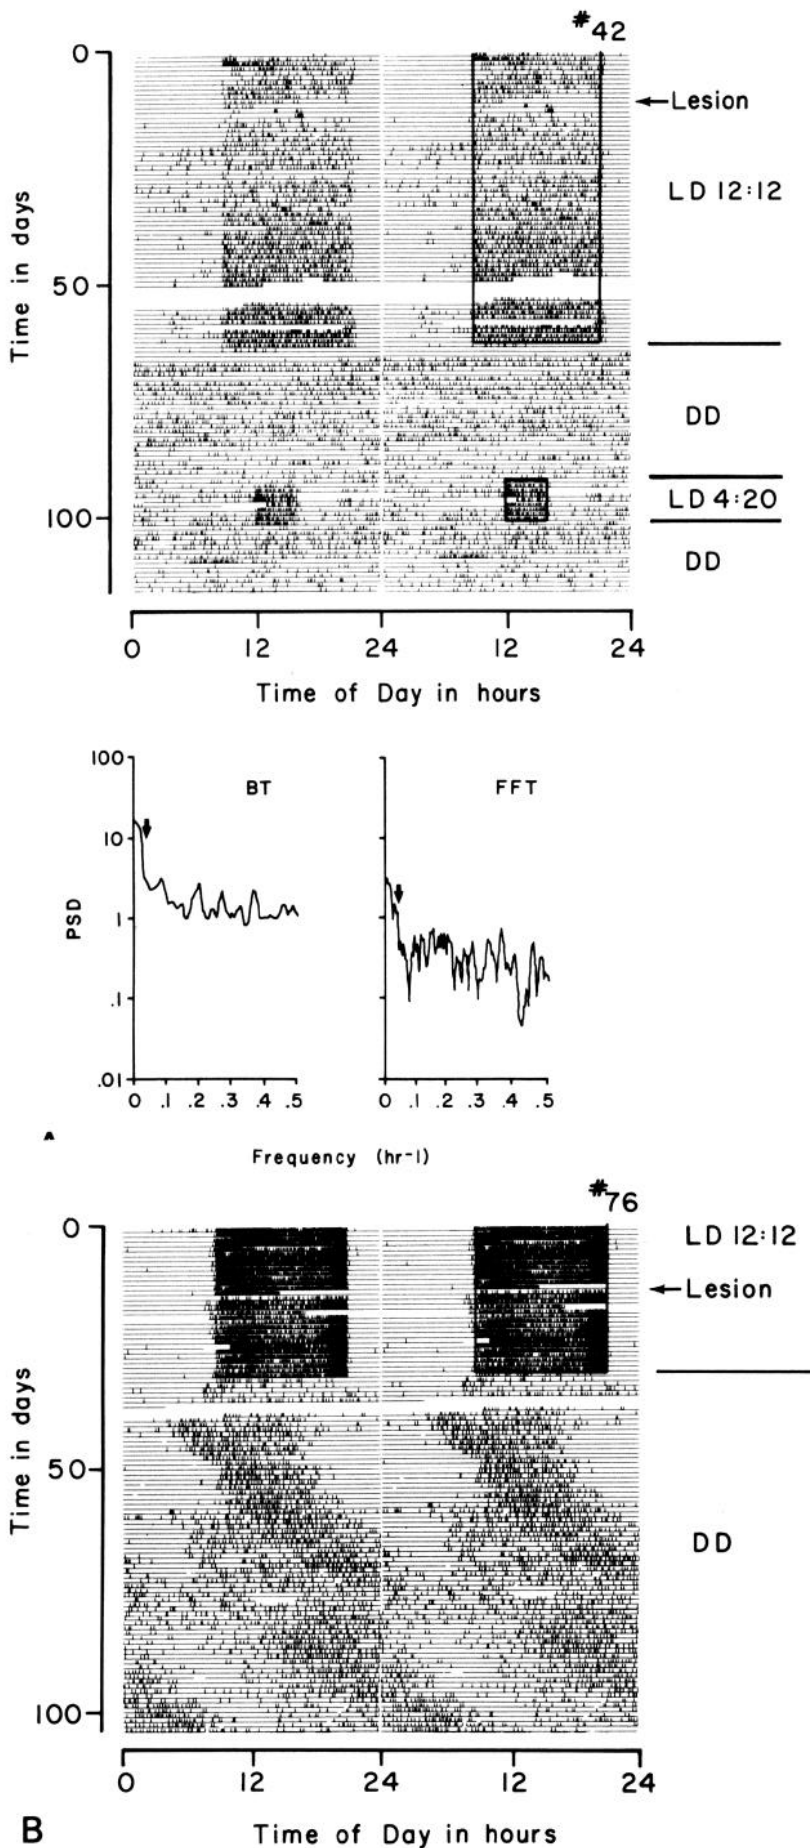 #42
0
Lesion
LD 12:12
50
DD
LD 4:20
100
DD
Time in days
0 12 24 12 24
Time of Day in hours
100
10
1
.1
.01
PSD
BT
FFT
0 .1 .2 .3 .4 .5
0 .1 .2 .3 .4 .5
A
Frequency (hr-1)
#76
0
LD 12:12
Lesion
50
DD
100
Time in days
0 12 24 12 24
B Time of Day in hours